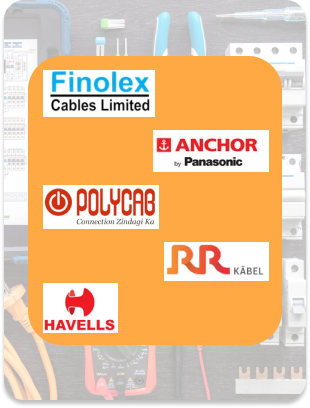 Finolex
Cables Limited
ANCHOR
by Panasonic
POLYCAB
Connection Zindagi Ka
RR KABEL
HAVELLS